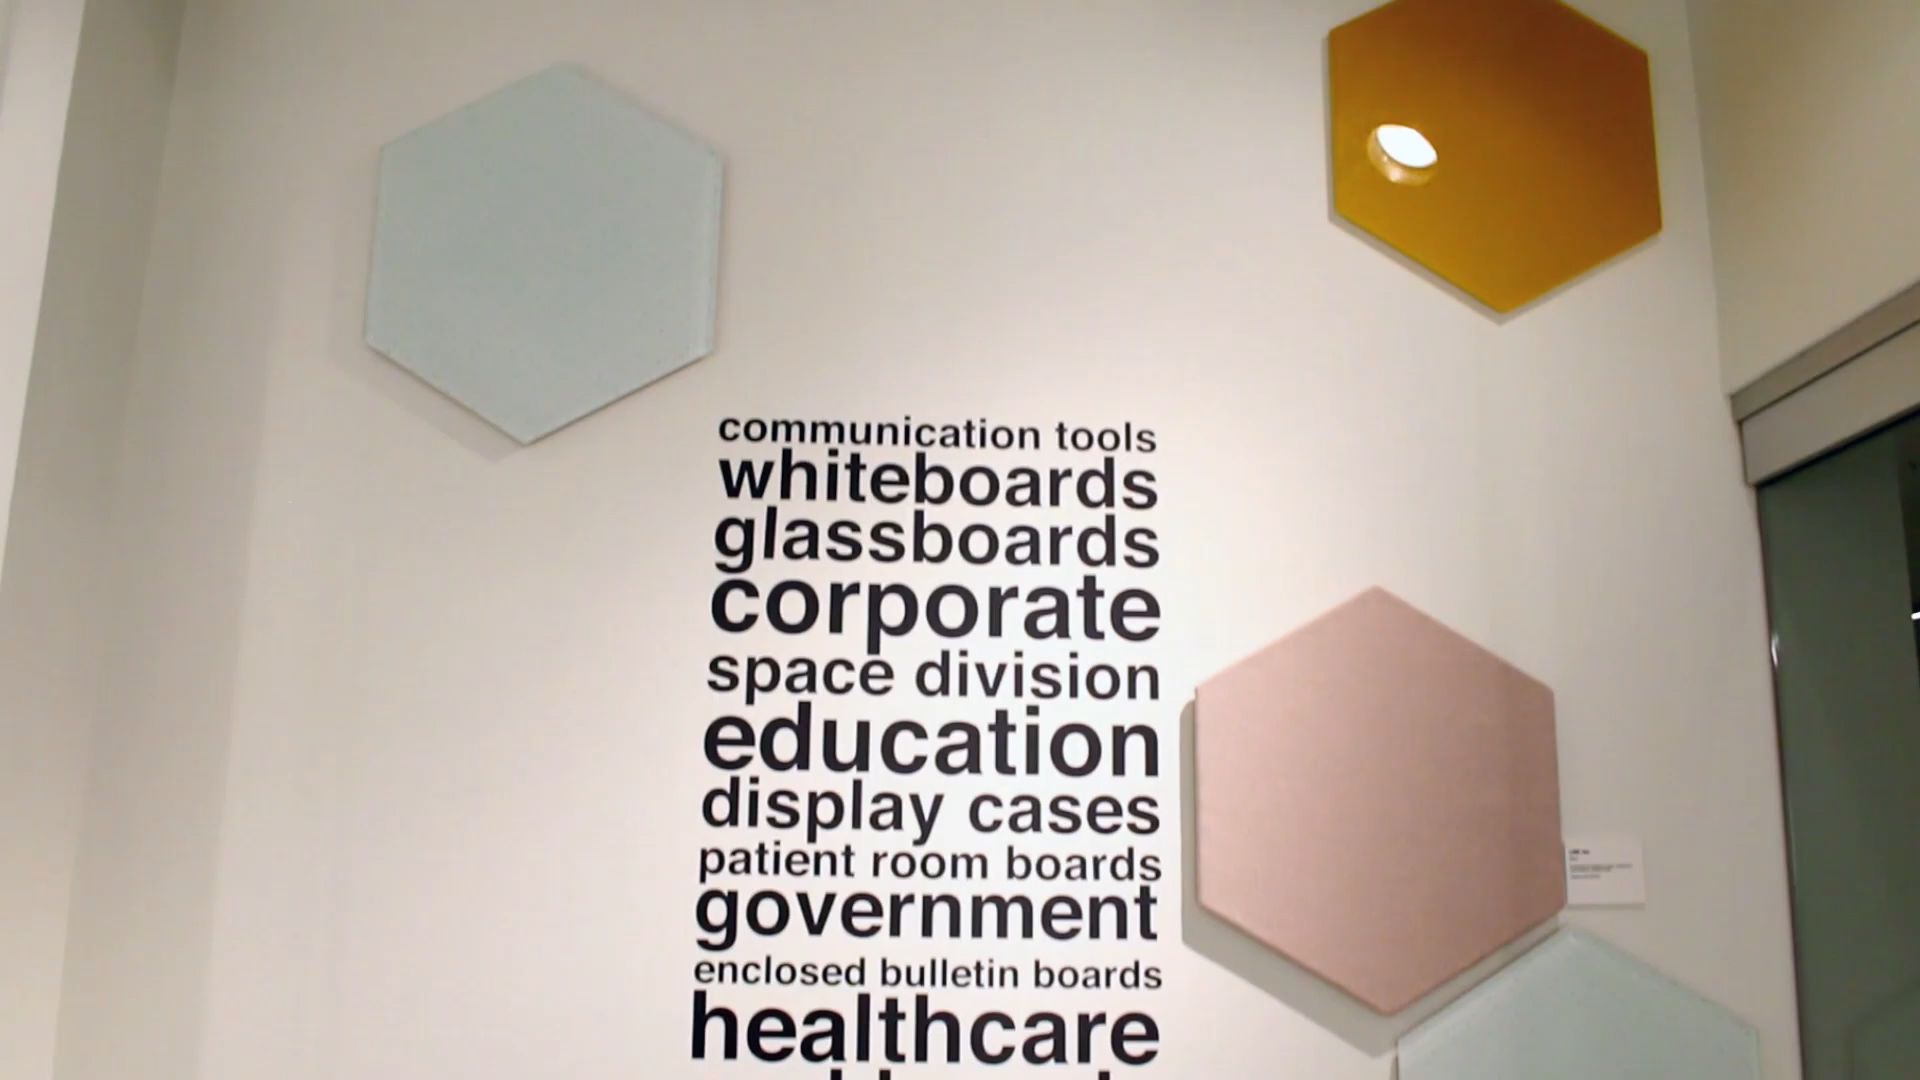 communication tools
whiteboards
glassboards
corporate
space division
education
display cases
patient room boards
government
enclosed bulletin boards
healthcare